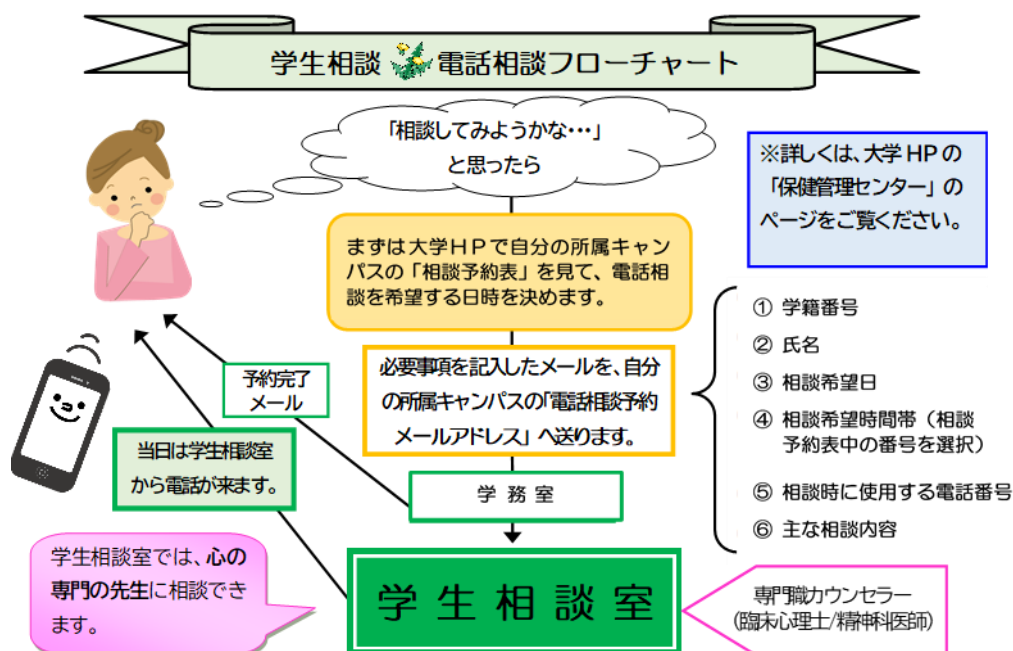 学生相談 電話相談フローチャート
「相談してみようかな・・・」
と思ったら
※詳しくは、大学HPの
「保健管理センター」の
ページをご覧ください。
まずは大学ＨＰで自分の所属キャン
パスの「相談予約表」を見て、電話相
談を希望する日時を決めます。
必要事項を記入したメールを、自分
の所属キャンパスの「電話相談予約
メールアドレス」へ送ります。
① 学籍番号
② 氏名
③ 相談希望日
④ 相談希望時間帯（相談
予約表中の番号を選択）
⑤ 相談時に使用する電話番号
⑥ 主な相談内容
予約完了
メール
学務室
当日は学生相談室
から電話が来ます。
学生相談室
学生相談室では、心の
専門の先生に相談でき
ます。
専門職カウンセラー
(臨床心理士/精神科医師)